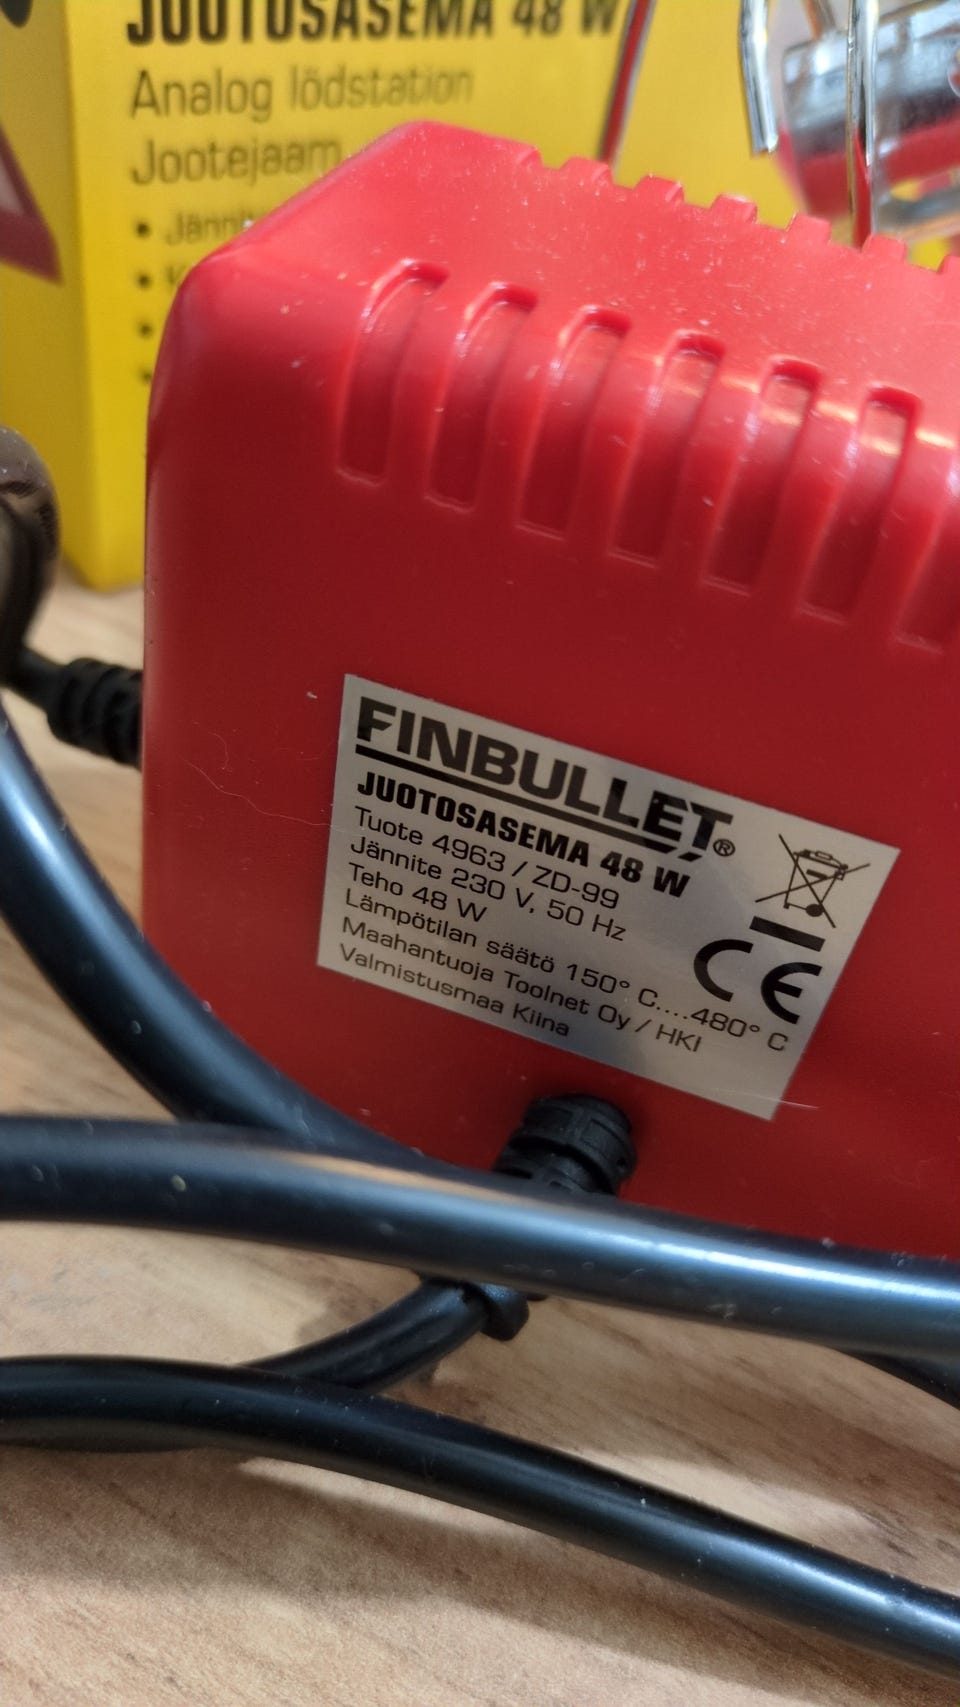 JUOTOSASEMA 48 W
Analog lödstation
Jootejaam
FINBULLET®
JUOTOSASEMA 48 W
Tuote 4963 / ZD-99
Jännite 230 V, 50 Hz
Teho 48 W
Lämpötilan säätö 150° C....480° C
Maahantuoja Toolnet Oy / HKI
Valmistusmaa Kiina
CE